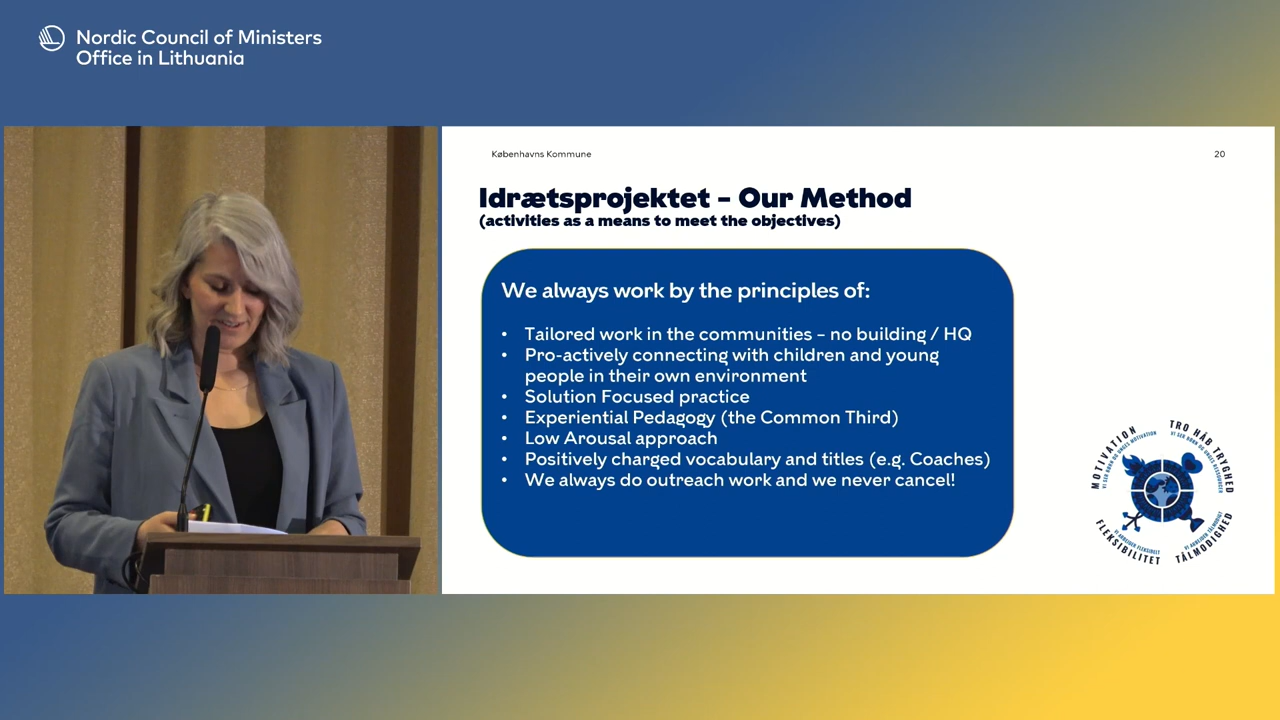 Nordic Council of Ministers
Office in Lithuania
Københavns Kommune
20
Idrætsprojektet – Our Method
(activities as a means to meet the objectives)
We always work by the principles of:
• Tailored work in the communities – no building / HQ
• Pro-actively connecting with children and young
people in their own environment
• Solution Focused practice
• Experiential Pedagogy (the Common Third)
• Low Arousal approach
• Positively charged vocabulary and titles (e.g. Coaches)
• We always do outreach work and we never cancel!
MOTIVATION
TRO HÅB TRYGHED
FLEKSIBILITET
TÅLMODIGHED